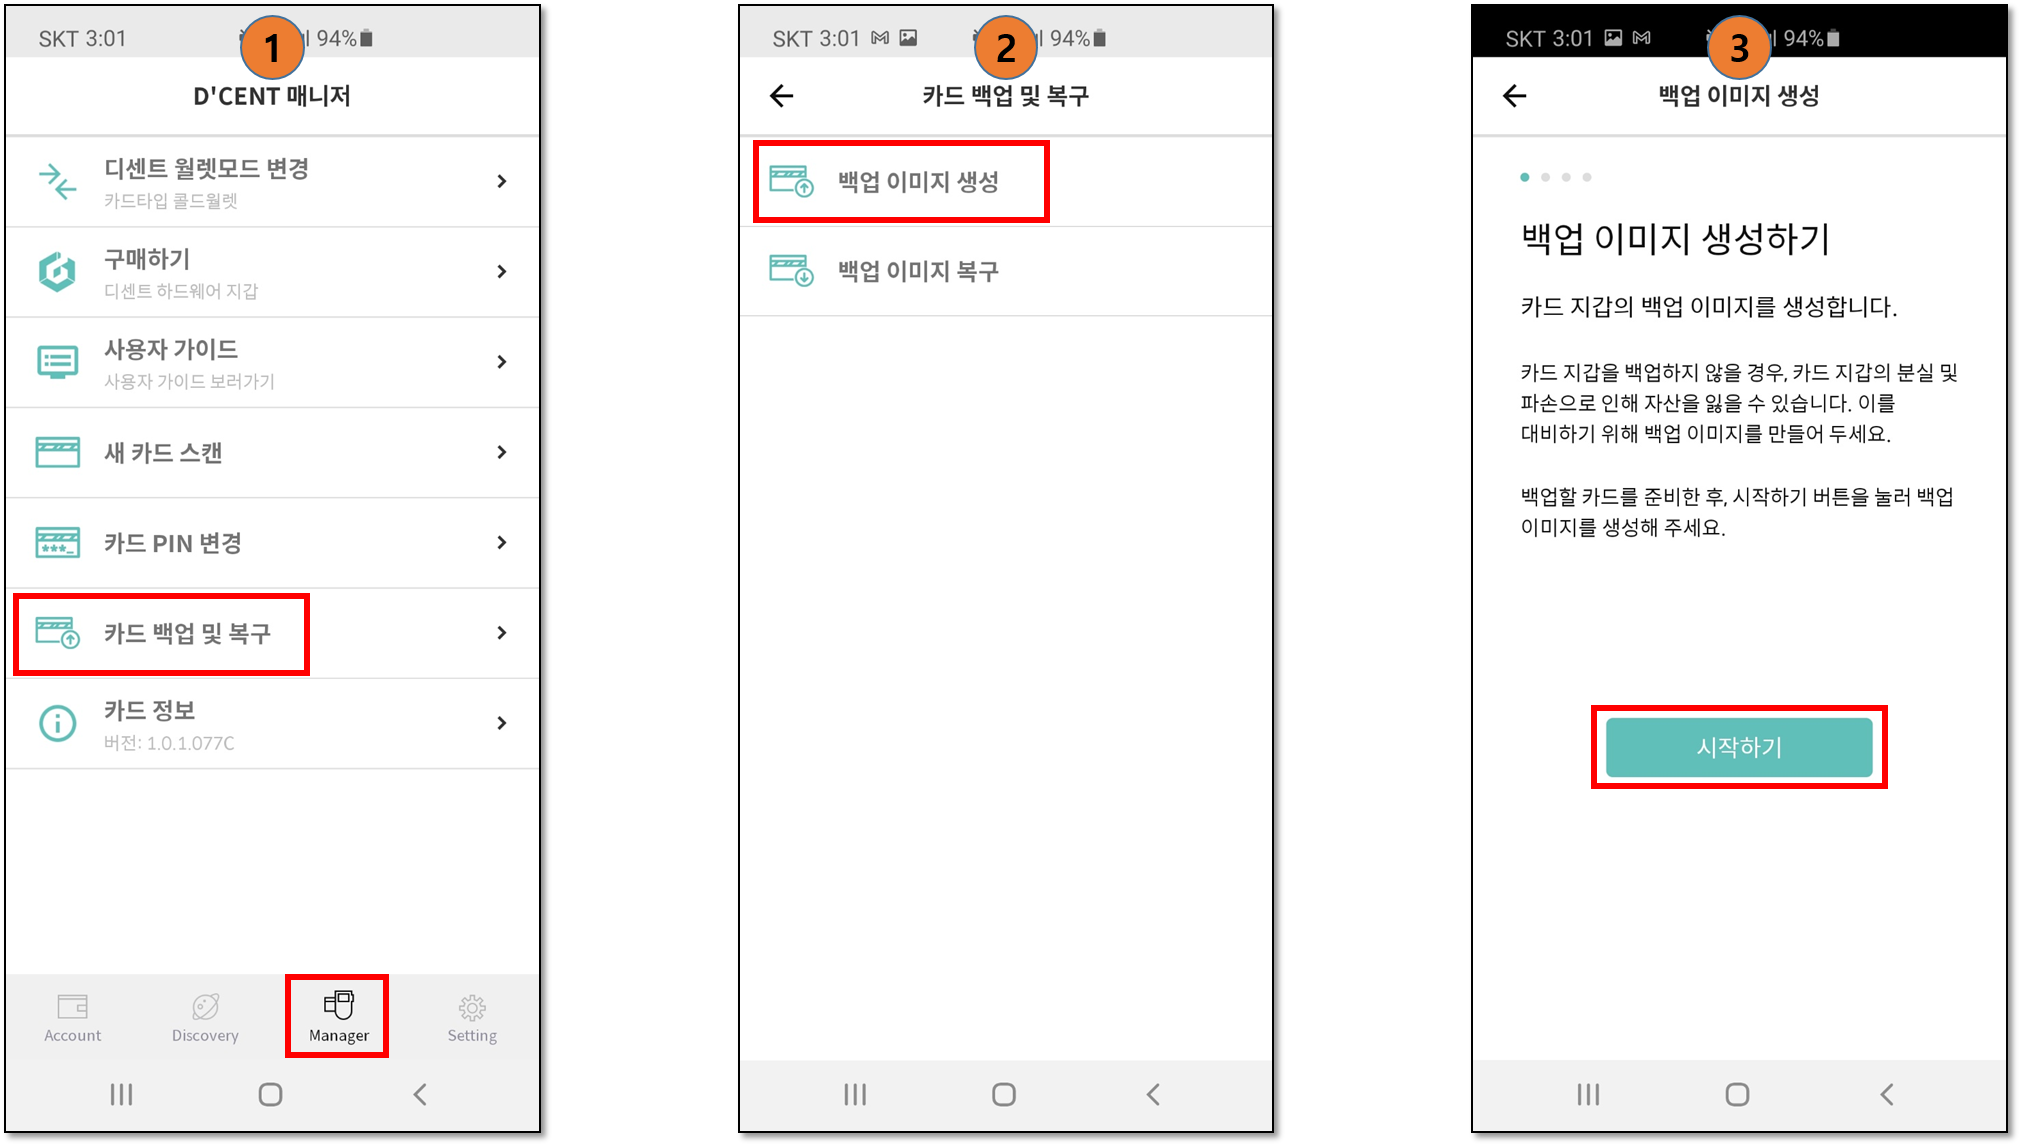 SKT 3:01
1
94%
D'CENT 매니저
디센트 월렛모드 변경
카드타입 콜드월렛
구매하기
디센트 하드웨어 지갑
사용자 가이드
사용자 가이드 보러가기
새 카드 스캔
카드 PIN 변경
***_
카드 백업 및 복구
카드 정보
버전: 1.0.1.077C
Account
Discovery
Manager
Setting
SKT 3:01
2
94%
카드 백업 및 복구
백업 이미지 생성
백업 이미지 복구
SKT 3:01
3
94%
백업 이미지 생성
백업 이미지 생성하기
카드 지갑의 백업 이미지를 생성합니다.
카드 지갑을 백업하지 않을 경우, 카드 지갑의 분실 및
파손으로 인해 자산을 잃을 수 있습니다. 이를
대비하기 위해 백업 이미지를 만들어 두세요.
백업할 카드를 준비한 후, 시작하기 버튼을 눌러 백업
이미지를 생성해 주세요.
시작하기